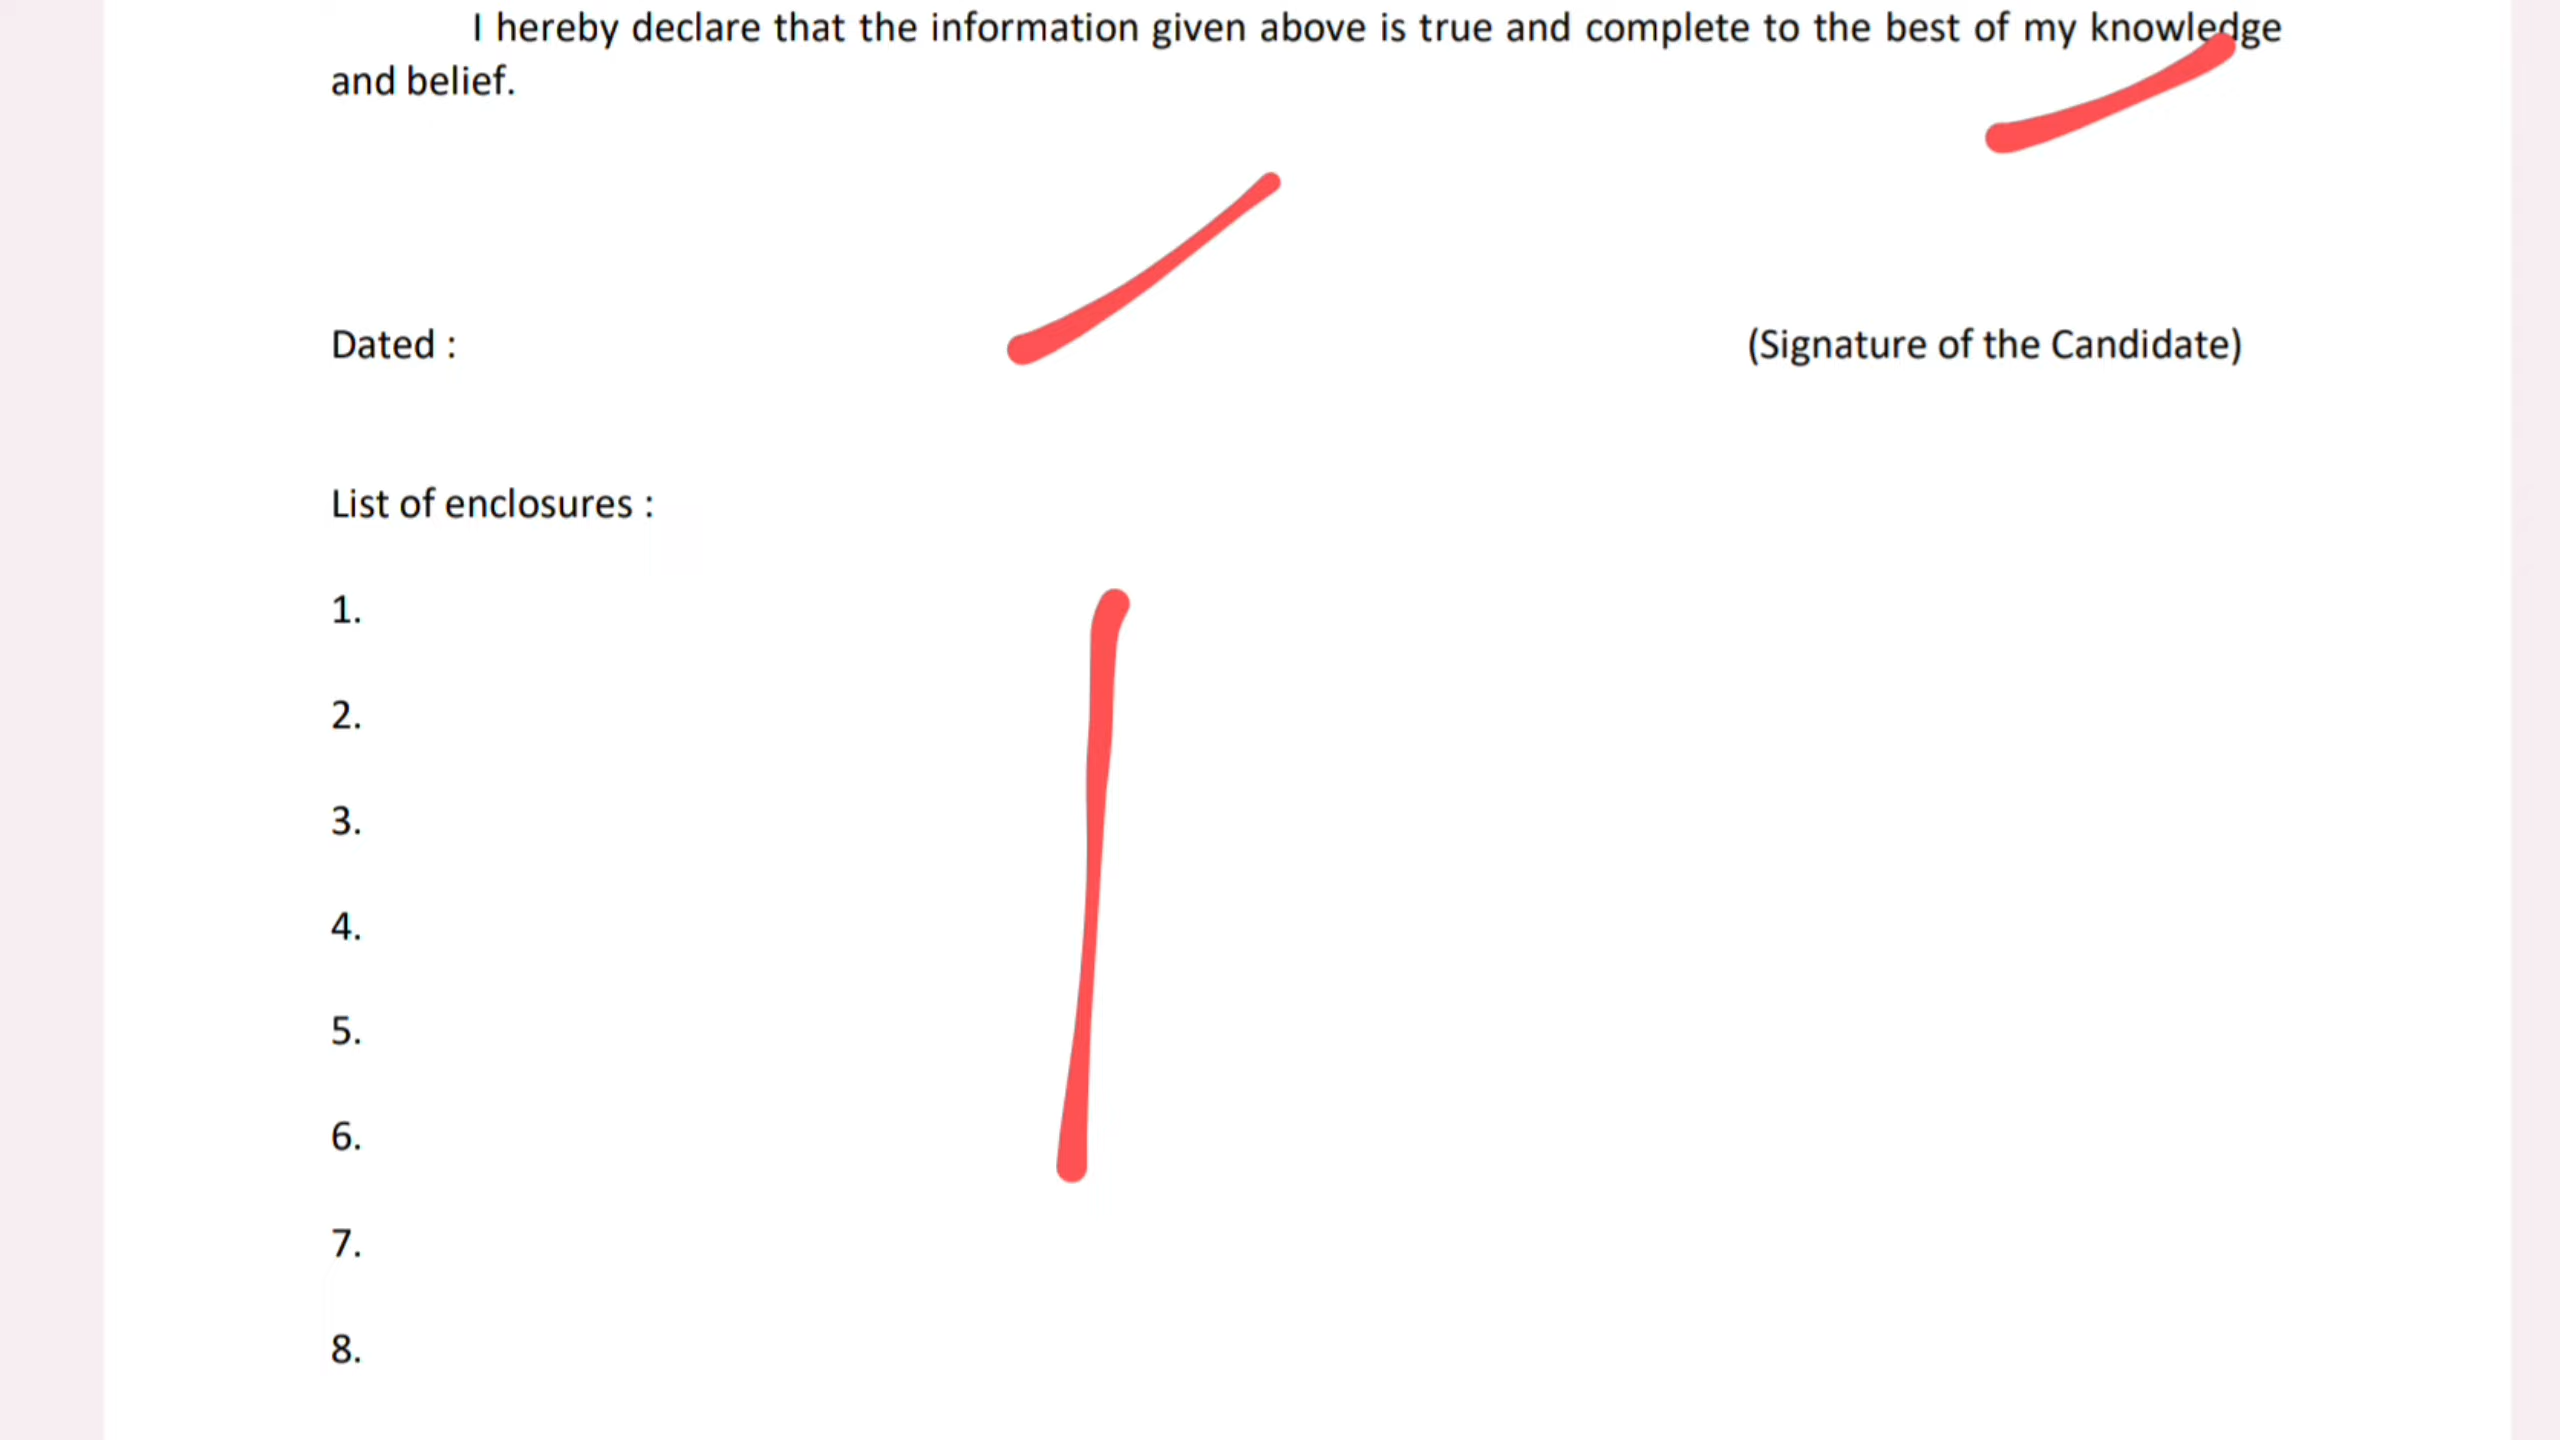 I hereby declare that the information given above is true and complete to the best of my knowledge
and belief.
Dated : (Signature of the Candidate)
List of enclosures :
1.
2.
3.
4.
5.
6.
7.
8.